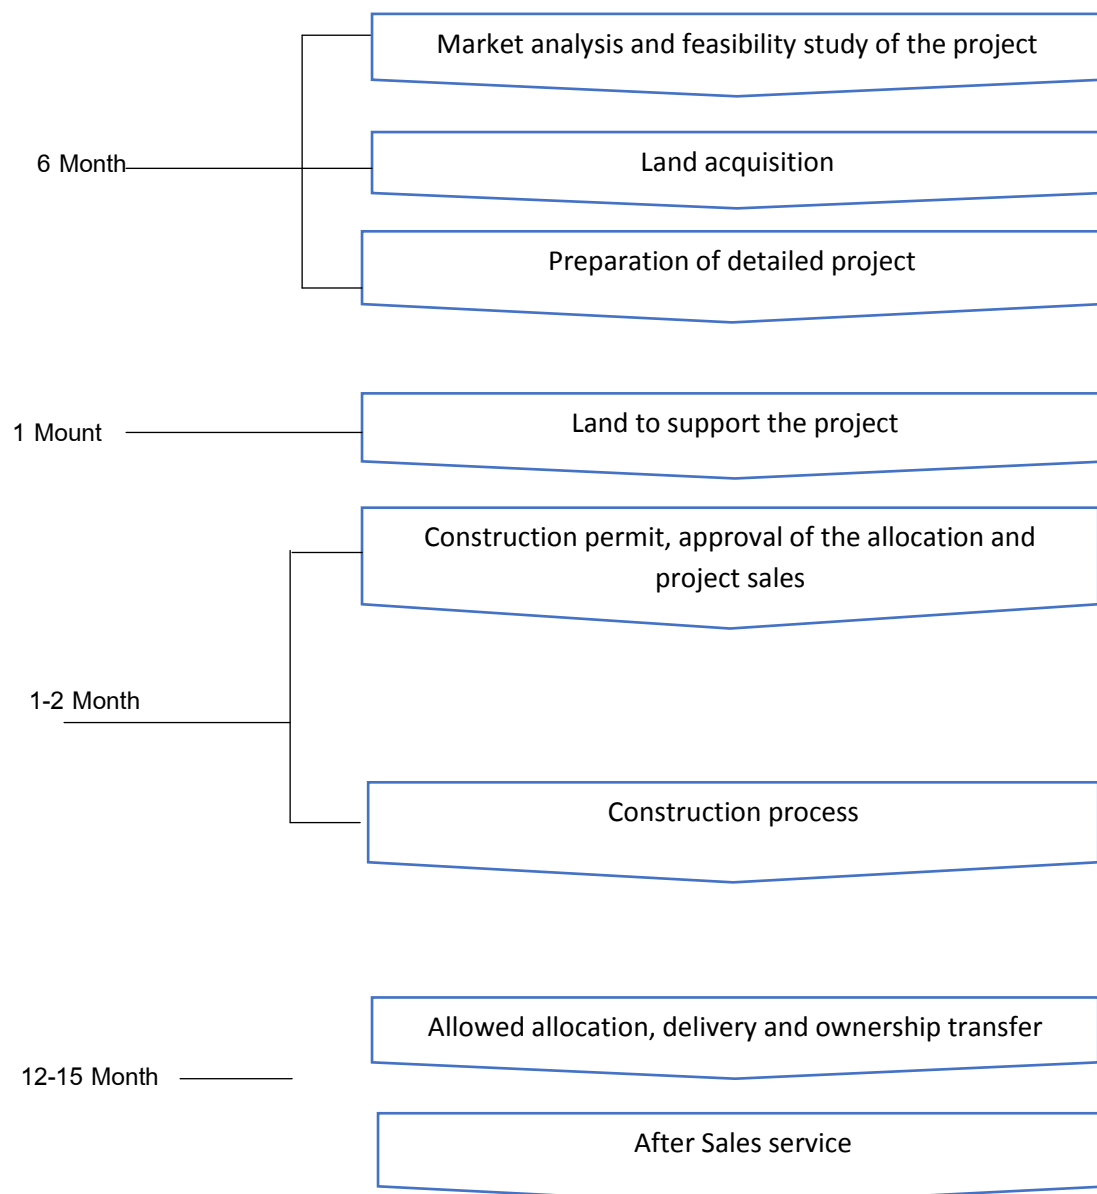 Market analysis and feasibility study of the project
6 Month
Land acquisition
Preparation of detailed project
1 Mount
Land to support the project
Construction permit, approval of the allocation and
project sales
1-2 Month
Construction process
Allowed allocation, delivery and ownership transfer
12-15 Month
After Sales service